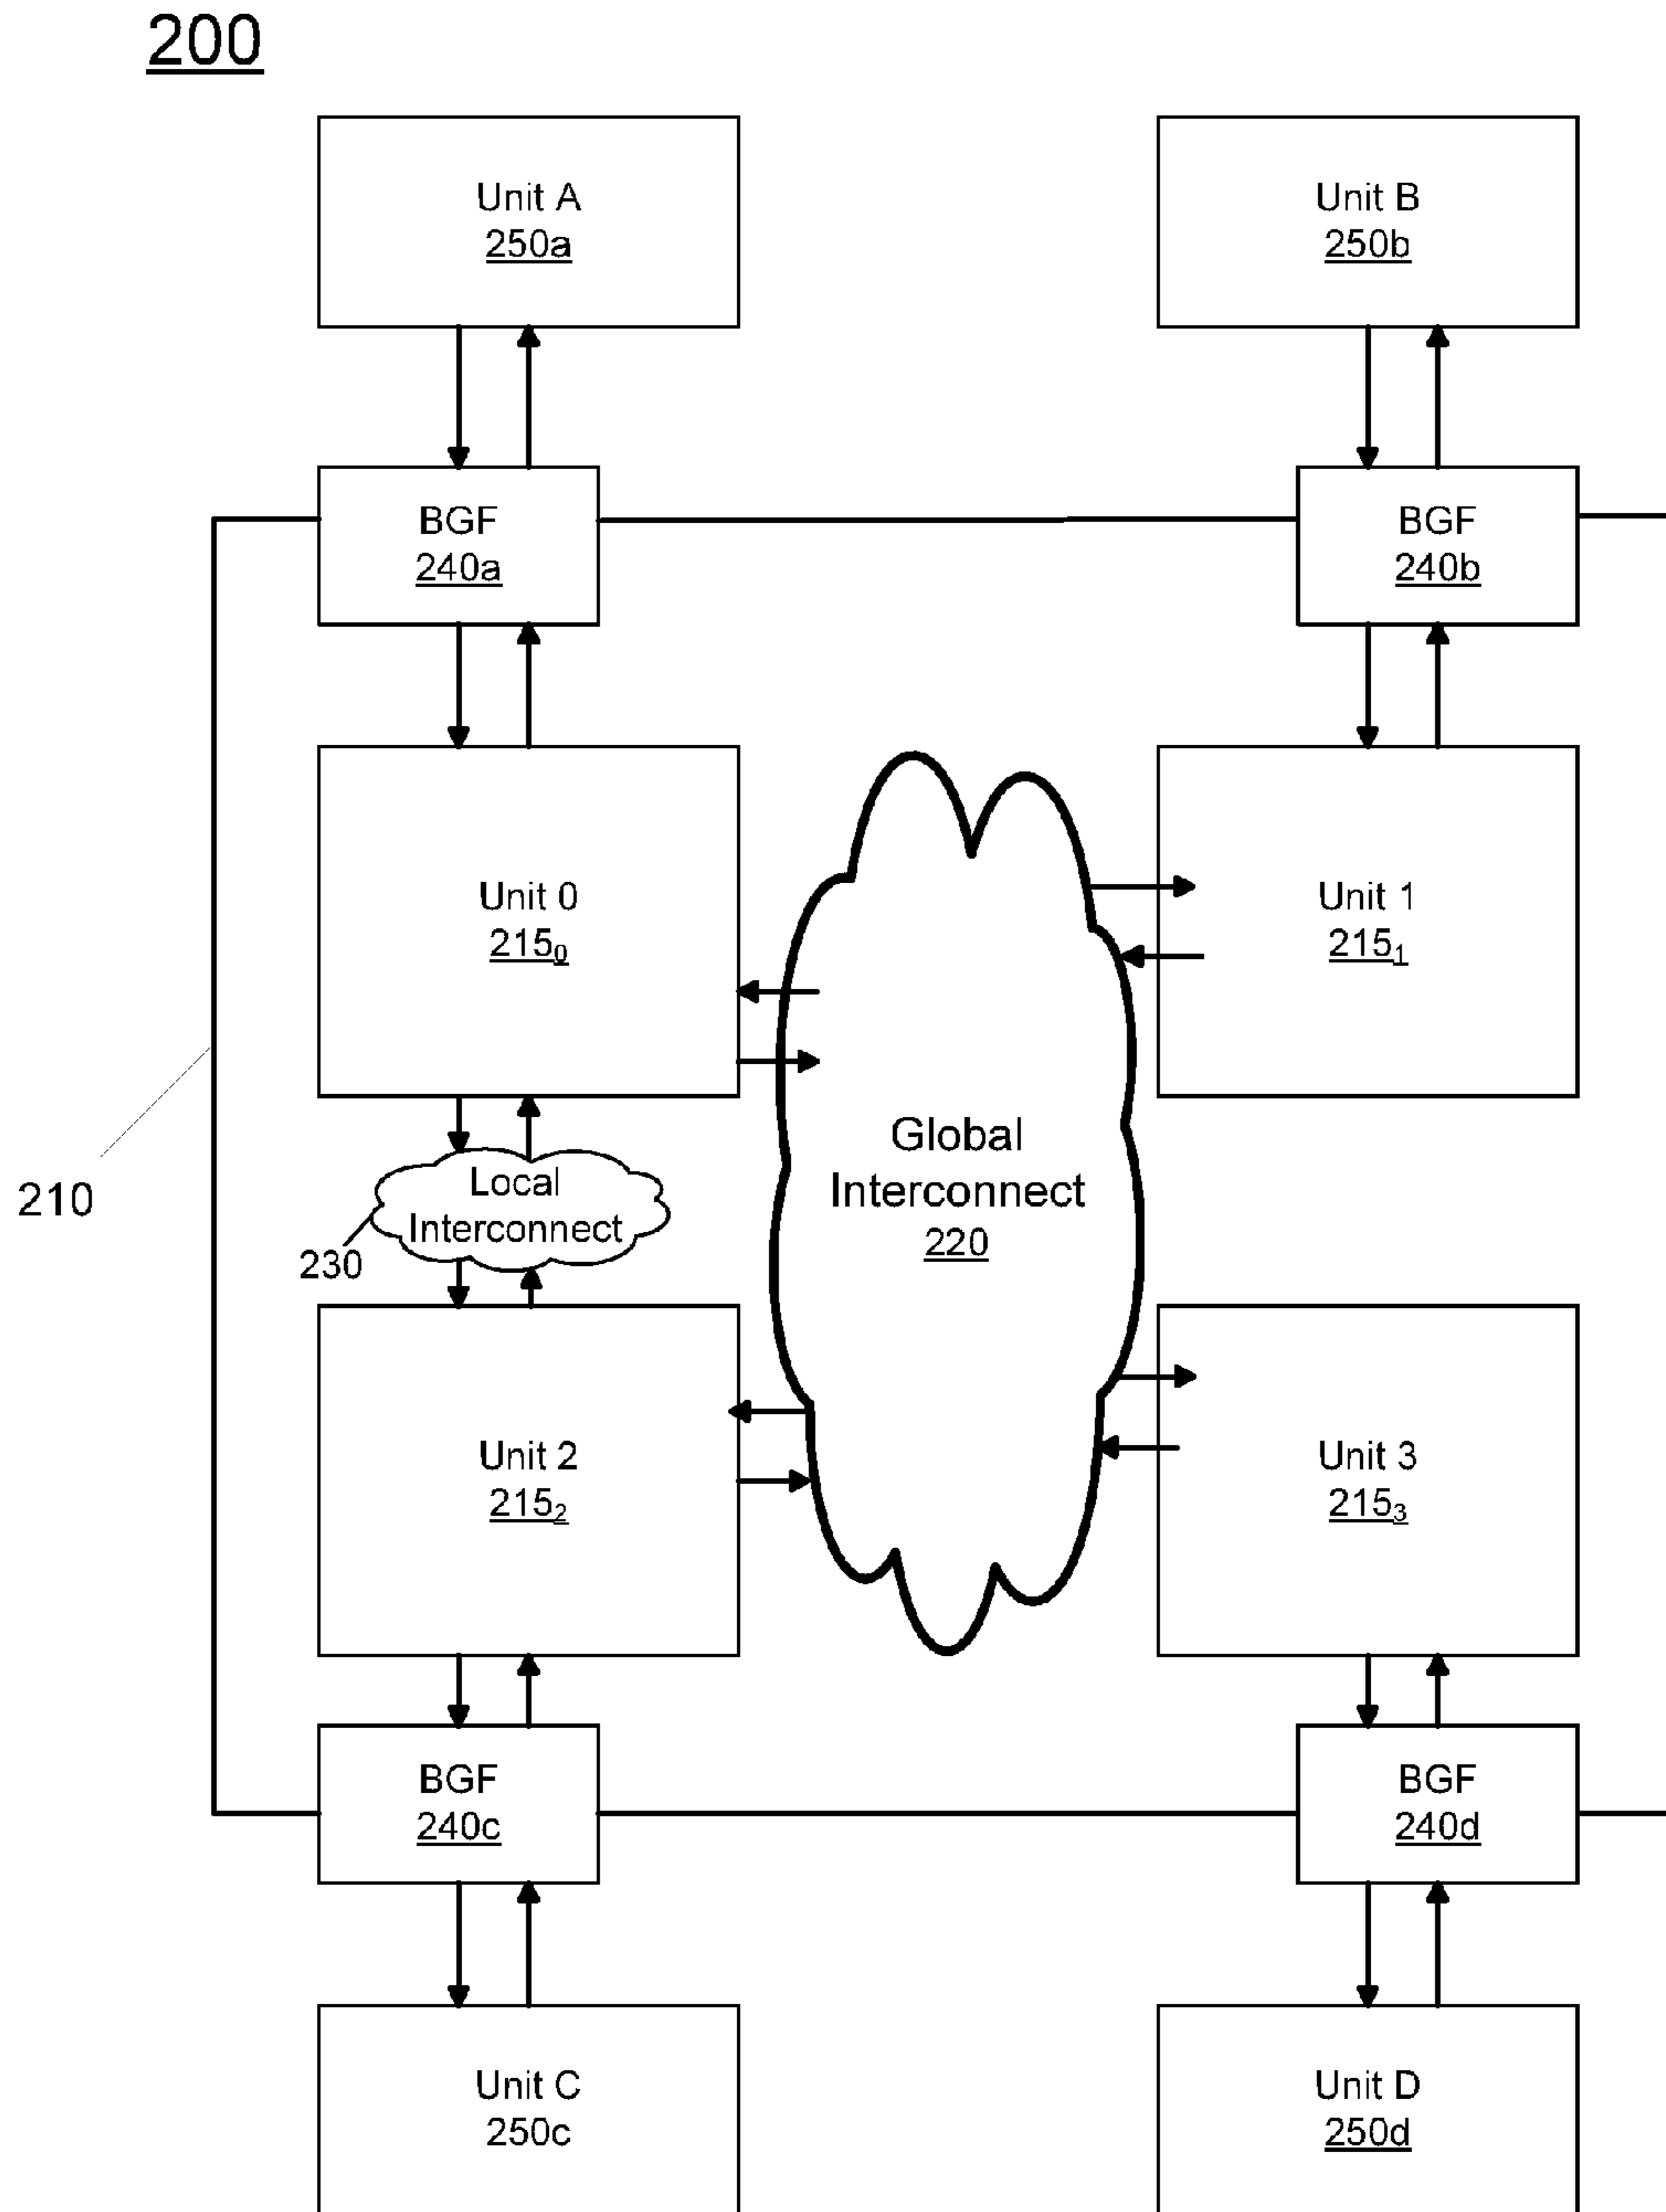 200
Unit A
250a
Unit B
250b
BGF
240a
BGF
240b
Unit 0
215₀
Unit 1
215₁
Global
Interconnect
220
Local
Interconnect
230
210
Unit 2
215₂
Unit 3
215₃
BGF
240c
BGF
240d
Unit C
250c
Unit D
250d